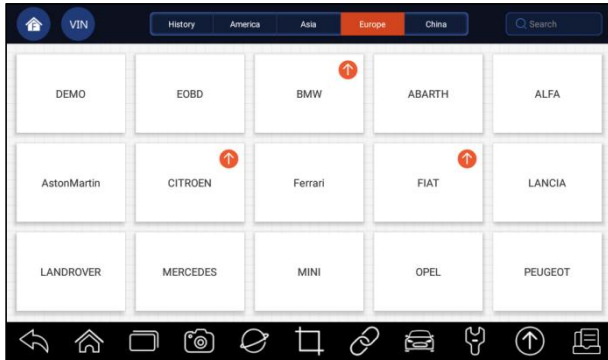 VIN
History America Asia Europe China
Search
DEMO EOBD BMW ABARTH ALFA
AstonMartin CITROEN Ferrari FIAT LANCIA
LANDROVER MERCEDES MINI OPEL PEUGEOT